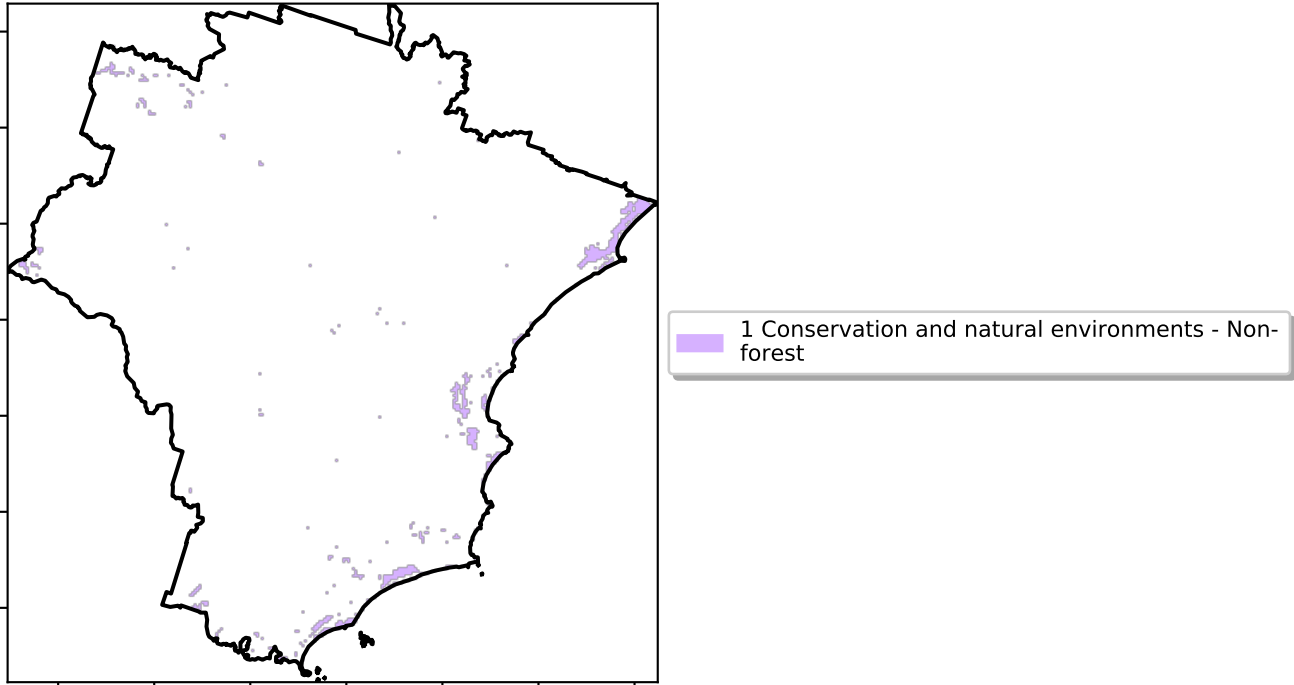 1 Conservation and natural environments - Non-
forest